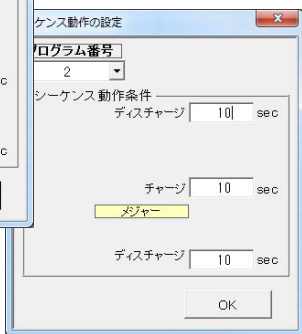 ケンス動作の設定
プログラム番号
2
シーケンス動作条件
ディスチャージ 10 sec
c
チャージ 10 sec
メジャー
c
ディスチャージ 10 sec
OK